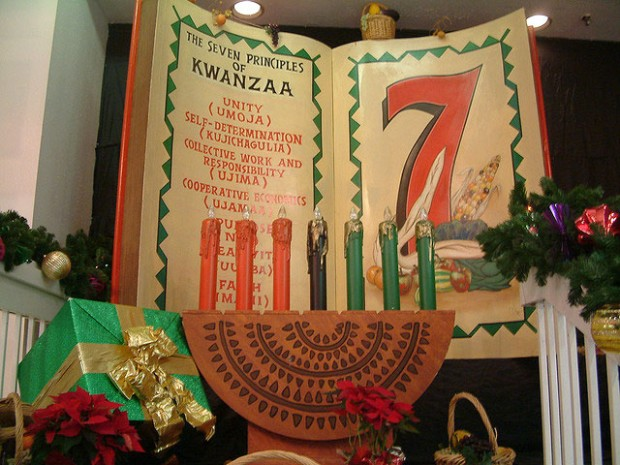 THE SEVEN PRINCIPLES
OF
KWANZAA
UNITY
(UMOJA)
SELF-DETERMINATION
(KUJICHAGULIA)
COLLECTIVE WORK AND
RESPONSIBILITY
(UJIMA)
COOPERATIVE ECONOMICS
FAITH
7